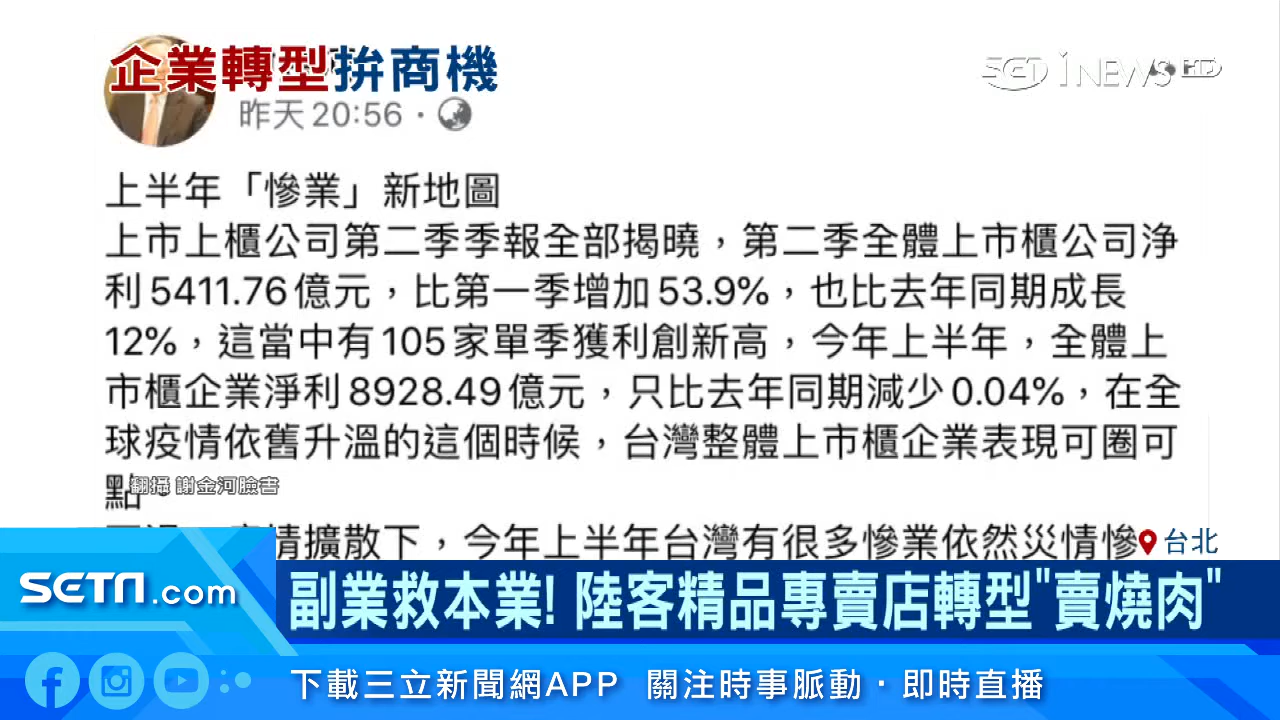 企業轉型拚商機
SET iNEWS HD
昨天 20:56 ·
上半年「慘業」新地圖
上市上櫃公司第二季季報全部揭曉，第二季全體上市櫃公司淨
利 5411.76 億元，比第一季增加 53.9%，也比去年同期成長
12%，這當中有 105 家單季獲利創新高，今年上半年，全體上
市櫃企業淨利 8928.49 億元，只比去年同期減少 0.04%，在全
球疫情依舊升溫的這個時候，台灣整體上市櫃企業表現可圈可
點。
翻攝 謝金河臉書
情擴散下，今年上半年台灣有很多慘業依然災情慘
台北
SETn.com
副業救本業! 陸客精品專賣店轉型"賣燒肉"
下載三立新聞網APP 關注時事脈動·即時直播